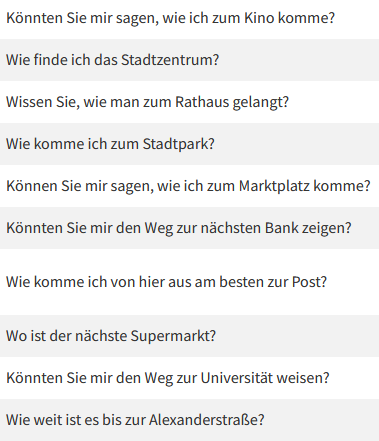 Könnten Sie mir sagen, wie ich zum Kino komme?
Wie finde ich das Stadtzentrum?
Wissen Sie, wie man zum Rathaus gelangt?
Wie komme ich zum Stadtpark?
Können Sie mir sagen, wie ich zum Marktplatz komme?
Könnten Sie mir den Weg zur nächsten Bank zeigen?
Wie komme ich von hier aus am besten zur Post?
Wo ist der nächste Supermarkt?
Könnten Sie mir den Weg zur Universität weisen?
Wie weit ist es bis zur Alexanderstraße?